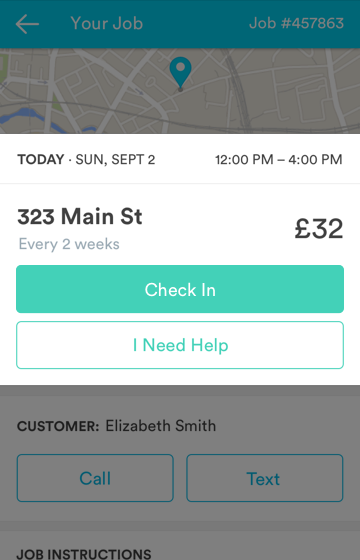 Your Job Job #457863
TODAY · SUN, SEPT 2 12:00 PM – 4:00 PM
323 Main St
£32
Every 2 weeks
Check In
I Need Help
CUSTOMER: Elizabeth Smith
Call Text
JOB INSTRUCTIONS